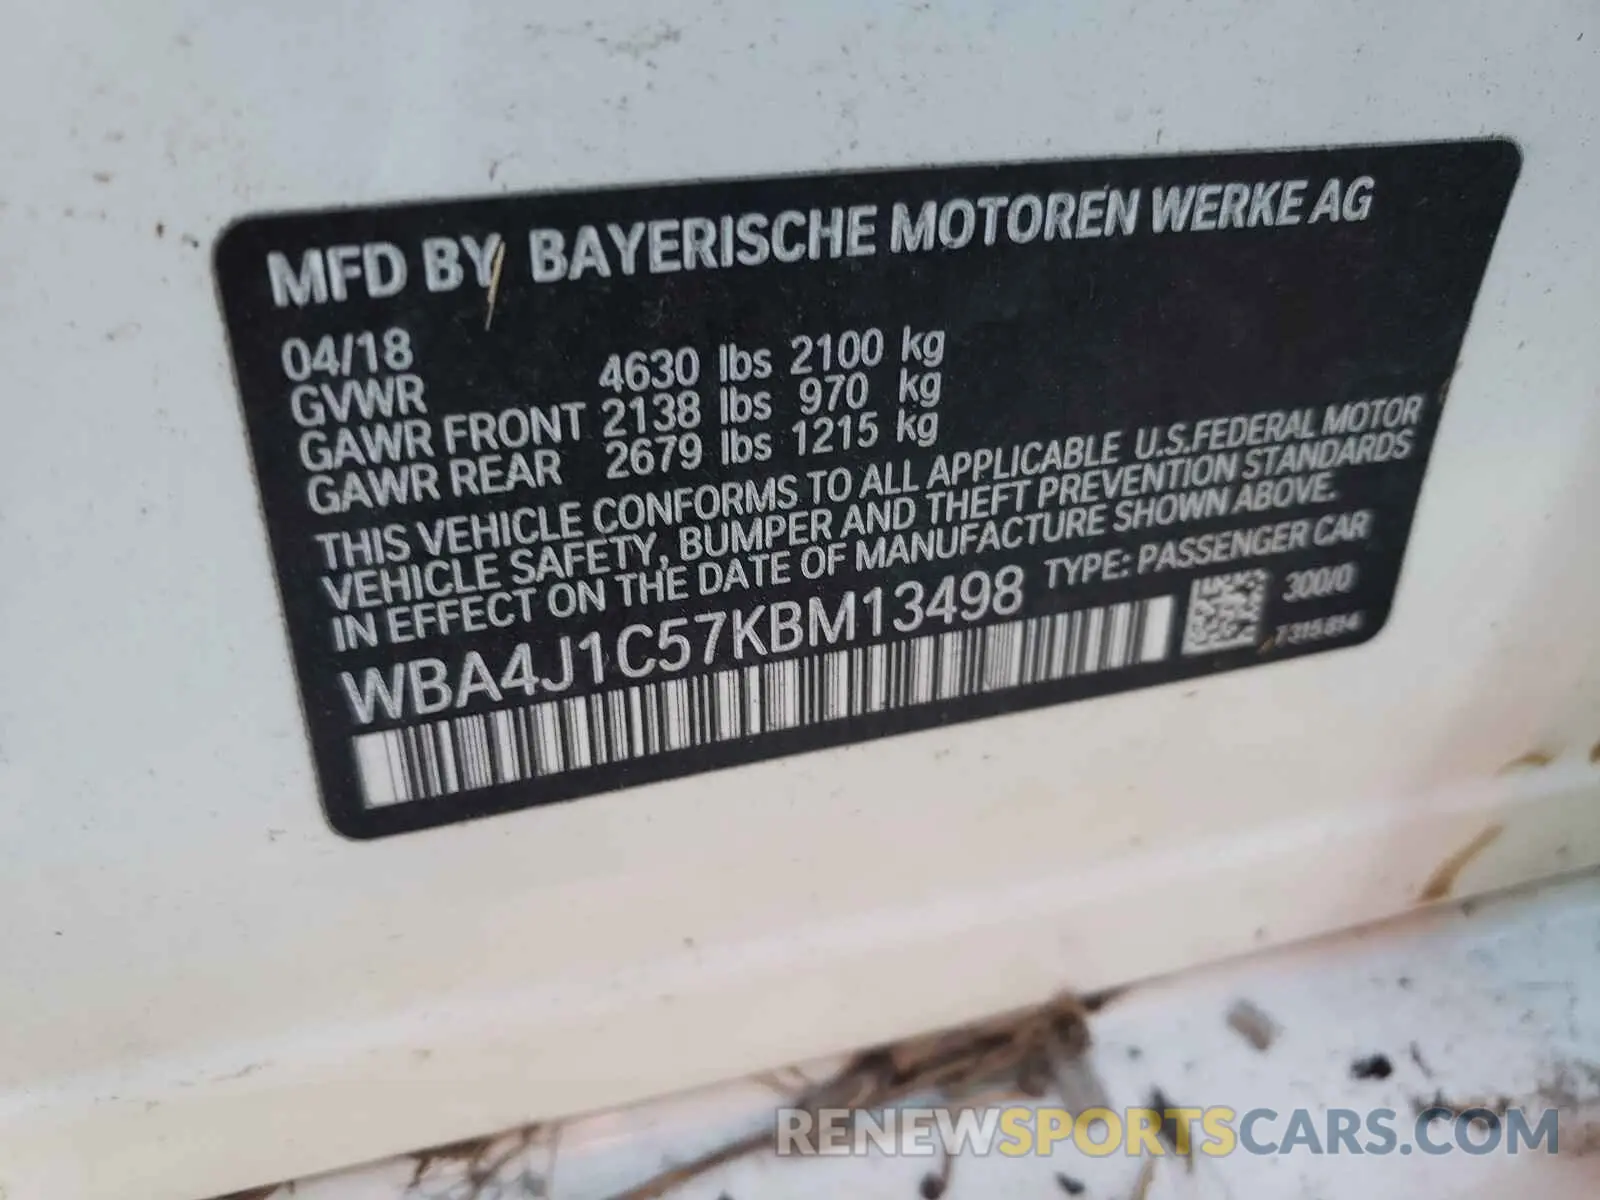 MFD BY BAYERISCHE MOTOREN WERKE AG
04/18
GVWR 4630 lbs 2100 kg
GAWR FRONT 2138 lbs 970 kg
GAWR REAR 2679 lbs 1215 kg
THIS VEHICLE CONFORMS TO ALL APPLICABLE U.S.FEDERAL MOTOR
VEHICLE SAFETY, BUMPER AND THEFT PREVENTION STANDARDS
IN EFFECT ON THE DATE OF MANUFACTURE SHOWN ABOVE.
WBA4J1C57KBM13498 TYPE: PASSENGER CAR
300/0
7315814
RENEWSPORTSCARS.COM